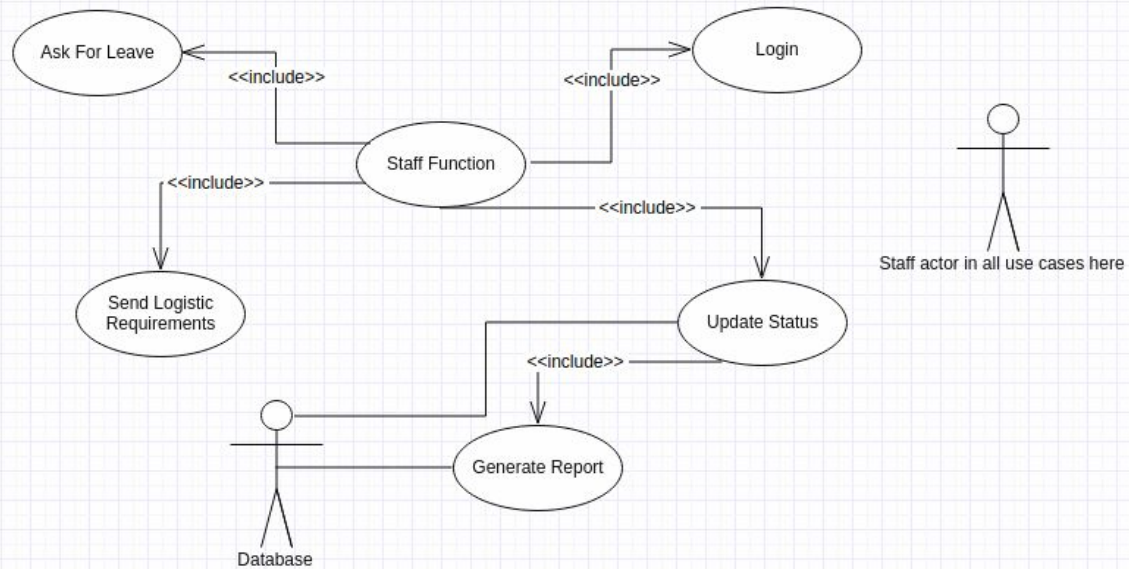 Ask For Leave
Login
<<include>>
<<include>>
Staff Function
<<include>>
<<include>>
Staff actor in all use cases here
Send Logistic
Requirements
Update Status
<<include>>
Generate Report
Database